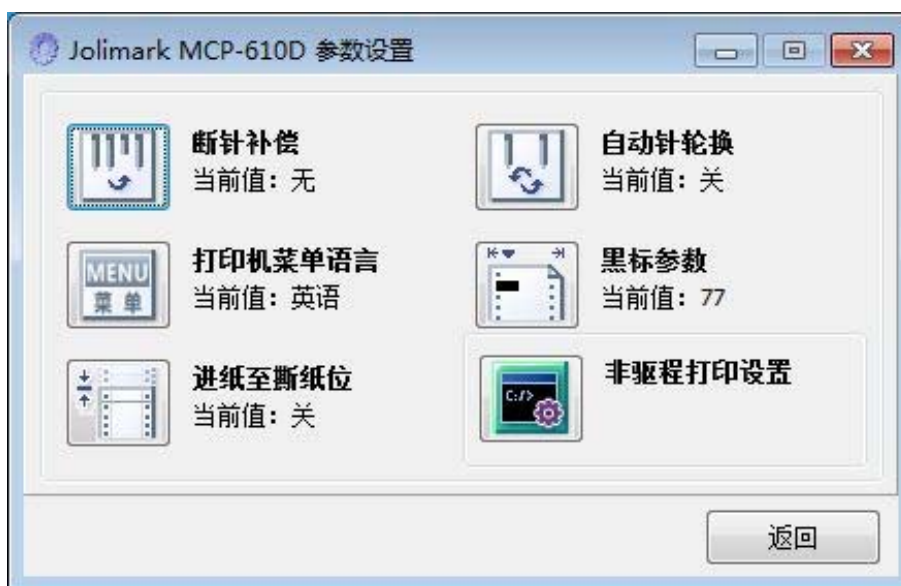 Jolimark MCP-610D 参数设置
断针补偿
当前值：无
自动针轮换
当前值：关
MENU
菜单
打印机菜单语言
当前值：英语
黑标参数
当前值：77
进纸至撕纸位
当前值：关
C:/>
非驱程打印设置
返回